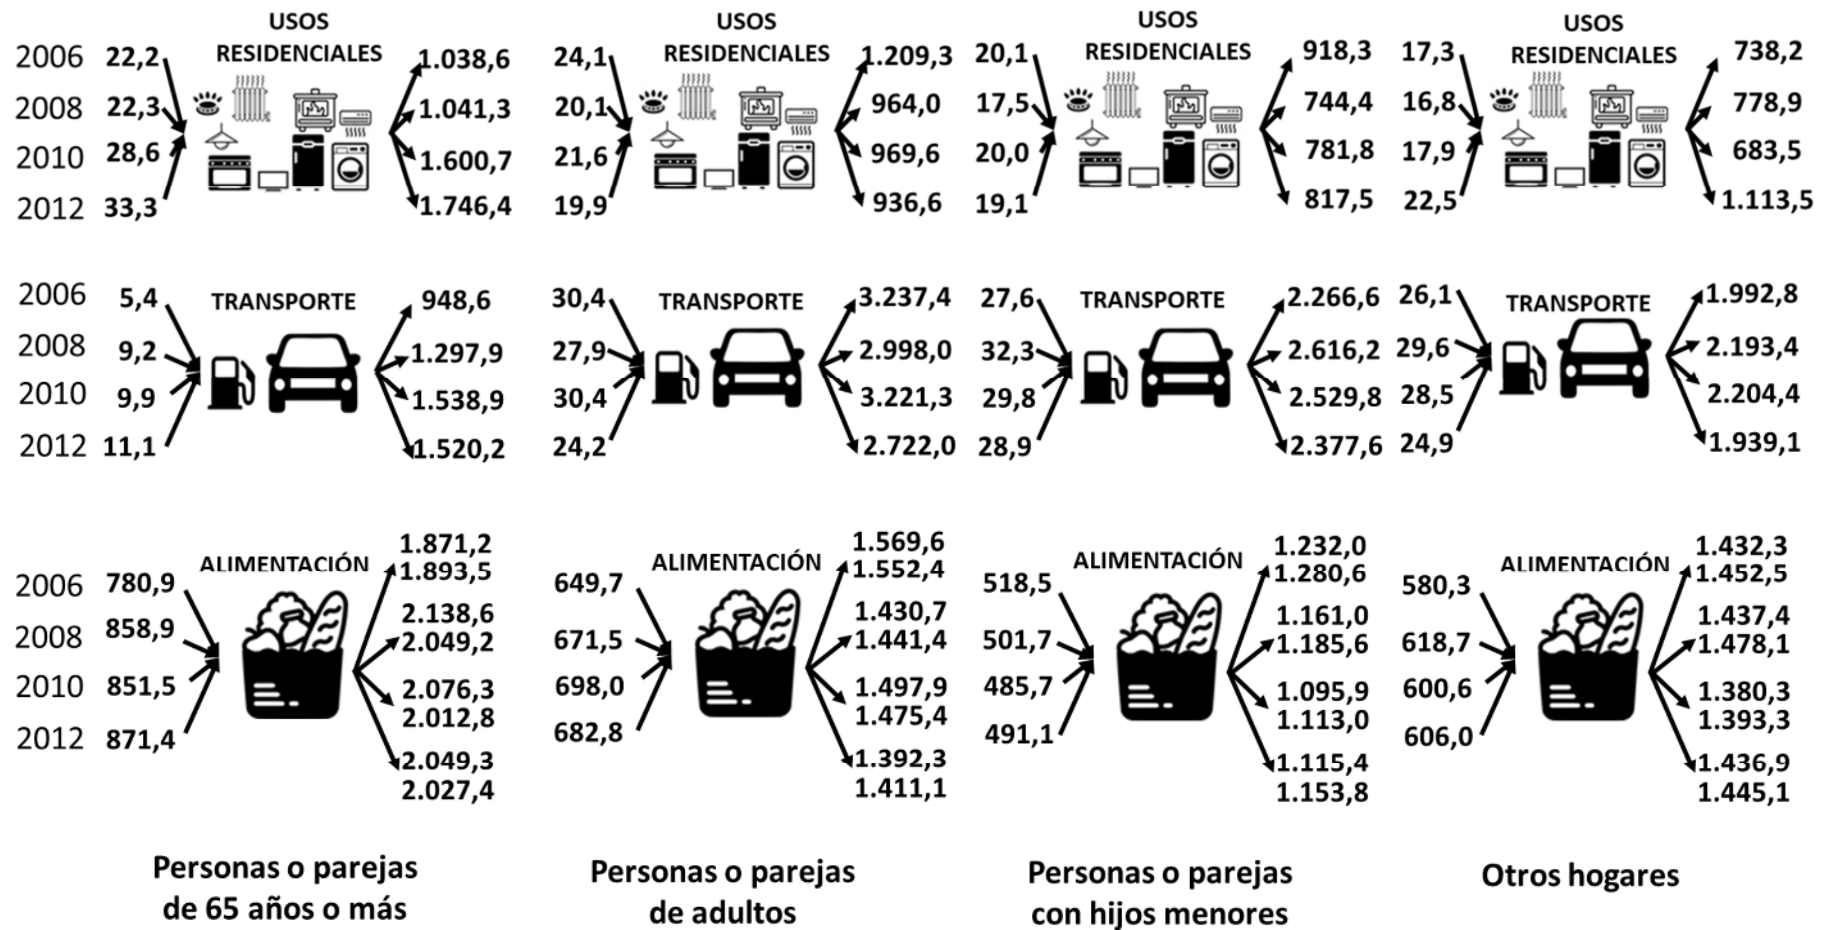 USOS
RESIDENCIALES
2006 22,2 1.038,6
2008 22,3 1.041,3
2010 28,6 1.600,7
2012 33,3 1.746,4
USOS
RESIDENCIALES
24,1 1.209,3
20,1 964,0
21,6 969,6
19,9 936,6
USOS
RESIDENCIALES
20,1 918,3
17,5 744,4
20,0 781,8
19,1 817,5
USOS
RESIDENCIALES
17,3 738,2
16,8 778,9
17,9 683,5
22,5 1.113,5
TRANSPORTE
2006 5,4 948,6
2008 9,2 1.297,9
2010 9,9 1.538,9
2012 11,1 1.520,2
TRANSPORTE
30,4 3.237,4
27,9 2.998,0
30,4 3.221,3
24,2 2.722,0
TRANSPORTE
27,6 2.266,6
32,3 2.616,2
29,8 2.529,8
28,9 2.377,6
TRANSPORTE
26,1 1.992,8
29,6 2.193,4
28,5 2.204,4
24,9 1.939,1
ALIMENTACIÓN
2006 780,9
2008 858,9
2010 851,5
2012 871,4
1.871,2
1.893,5
2.138,6
2.049,2
2.076,3
2.012,8
2.049,3
2.027,4
ALIMENTACIÓN
649,7
671,5
698,0
682,8
1.569,6
1.552,4
1.430,7
1.441,4
1.497,9
1.475,4
1.392,3
1.411,1
ALIMENTACIÓN
518,5
501,7
485,7
491,1
1.232,0
1.280,6
1.161,0
1.185,6
1.095,9
1.113,0
1.115,4
1.153,8
ALIMENTACIÓN
580,3
618,7
600,6
606,0
1.432,3
1.452,5
1.437,4
1.478,1
1.380,3
1.393,3
1.436,9
1.445,1
Personas o parejas
de 65 años o más
Personas o parejas
de adultos
Personas o parejas
con hijos menores
Otros hogares